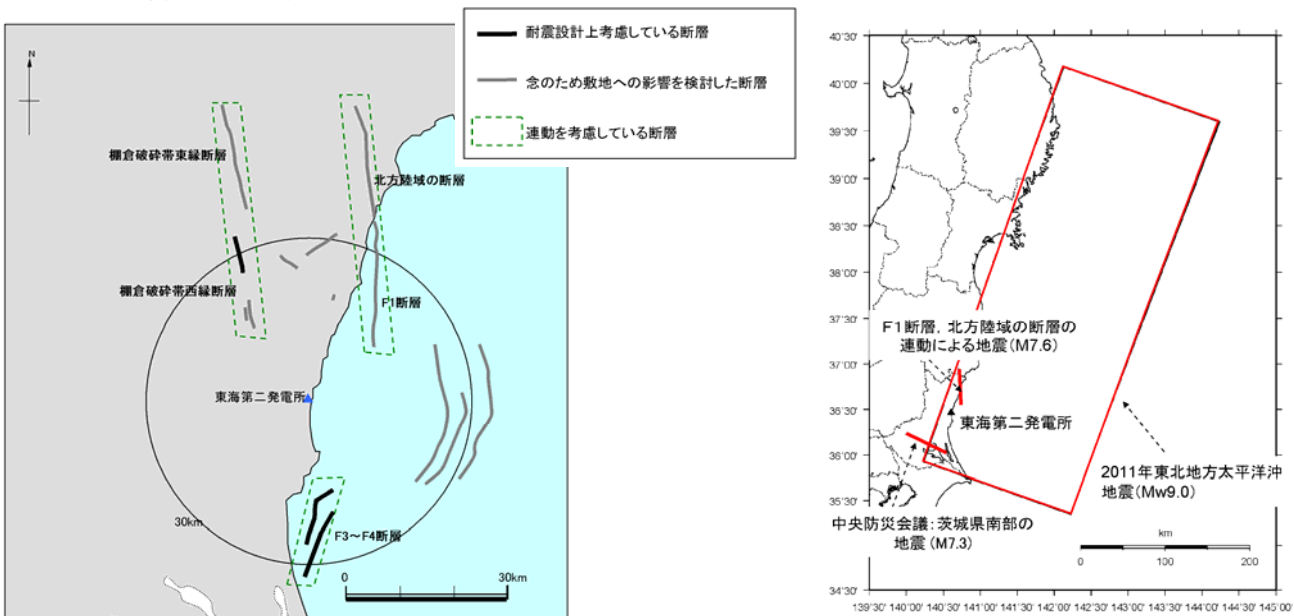 耐震設計上考慮している断層
念のため敷地への影響を検討した断層
連動を考慮している断層
N
棚倉破砕帯東縁断層
北方陸域の断層
棚倉破砕帯西縁断層
F1断層
東海第二発電所
30km
F3～F4断層
0
30km
40˚30'
40˚00'
39˚30'
39˚00'
38˚30'
38˚00'
37˚30'
37˚00'
36˚30'
36˚00'
35˚30'
35˚00'
34˚30'
F1断層，北方陸域の断層の
連動による地震(M7.6)
東海第二発電所
2011年東北地方太平洋沖
地震(Mw9.0)
中央防災会議:茨城県南部の
地震(M7.3)
km
0
100
200
139˚30'
140˚00'
140˚30'
141˚00'
141˚30'
142˚00'
142˚30'
143˚00'
143˚30'
144˚00'
144˚30'
145˚00'